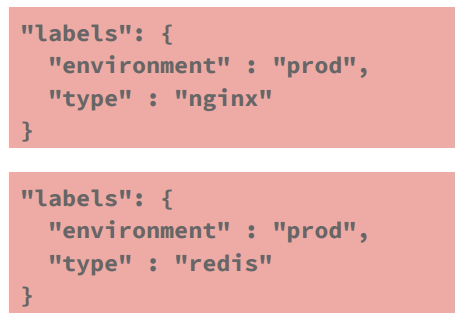 "labels": {
  "environment" : "prod",
  "type" : "nginx"
}
"labels": {
  "environment" : "prod",
  "type" : "redis"
}